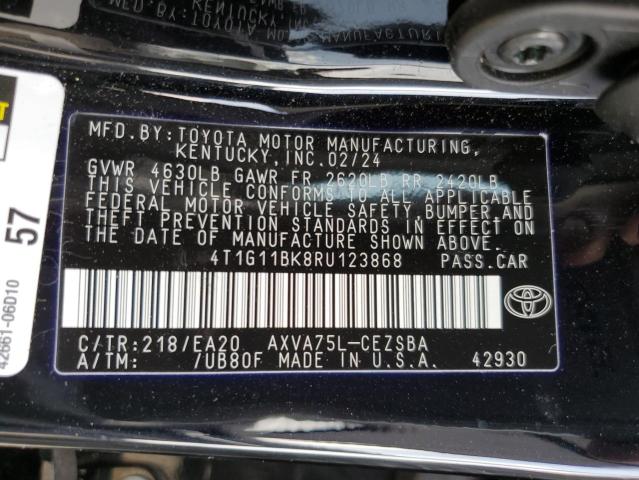 MFD. BY: TOYOTA MOTOR MANUFACTURING,
KENTUCKY, INC. 02/24
GVWR 4630LB GAWR FR 2620LB RR 2420LB
THIS VEHICLE CONFORMS TO ALL APPLICABLE
FEDERAL MOTOR VEHICLE SAFETY, BUMPER, AND
THEFT PREVENTION STANDARDS IN EFFECT ON
THE DATE OF MANUFACTURE SHOWN ABOVE.
4T1G11BK8RU123868 PASS. CAR
TOYOTA
C/TR: 218/EA20 AXVA75L-CEZSBA
A/TM: 7UB80F MADE IN U.S.A. 42930
57
42661-06D10